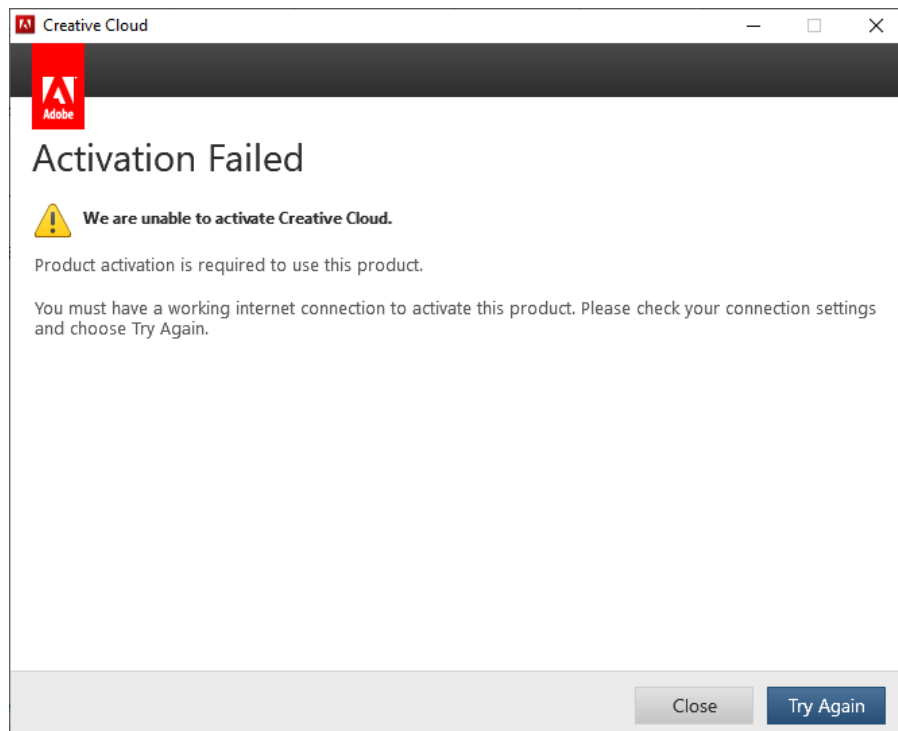 Creative Cloud
Adobe
Activation Failed
We are unable to activate Creative Cloud.
Product activation is required to use this product.
You must have a working internet connection to activate this product. Please check your connection settings
and choose Try Again.
Close
Try Again